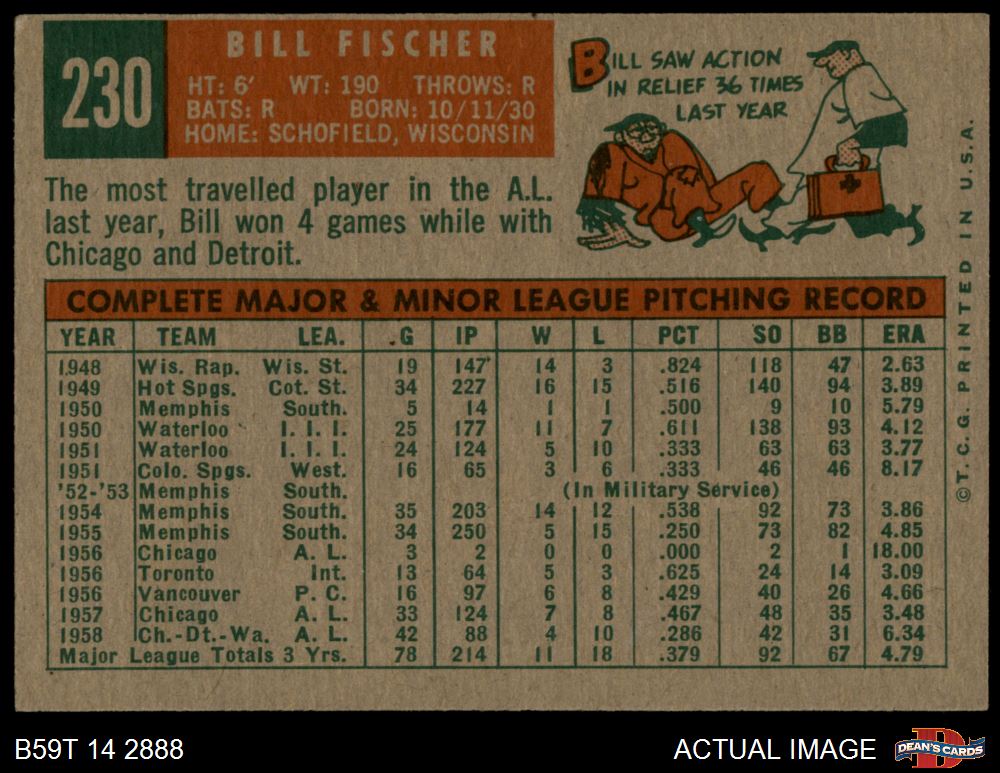 230
BILL FISCHER
HT: 6' WT: 190 THROWS: R
BATS: R BORN: 10/11/30
HOME: SCHOFIELD, WISCONSIN
BILL SAW ACTION
IN RELIEF 36 TIMES
LAST YEAR
The most travelled player in the A.L.
last year, Bill won 4 games while with
Chicago and Detroit.
COMPLETE MAJOR & MINOR LEAGUE PITCHING RECORD
YEAR TEAM LEA. G IP W L PCT SO BB ERA
1948 Wis. Rap. Wis. St. 19 147 14 3 .824 118 47 2.63
1949 Hot Spgs. Cot. St. 34 227 16 15 .516 140 94 3.89
1950 Memphis South. 5 14 1 1 .500 9 10 5.79
1950 Waterloo I. I. I. 25 177 11 7 .611 138 93 4.12
1951 Waterloo I. I. I. 24 124 5 10 .333 63 63 3.77
1951 Colo. Spgs. West. 16 65 3 6 .333 46 46 8.17
'52-'53 Memphis South. (In Military Service)
1954 Memphis South. 35 203 14 12 .538 92 73 3.86
1955 Memphis South. 34 250 5 15 .250 73 82 4.85
1956 Chicago A. L. 3 2 0 0 .000 2 1 18.00
1956 Toronto Int. 13 64 5 3 .625 24 14 3.09
1956 Vancouver P. C. 16 97 6 8 .429 40 26 4.66
1957 Chicago A. L. 33 124 7 8 .467 48 35 3.48
1958 Ch.-Dt.-Wa. A. L. 42 88 4 10 .286 42 31 6.34
Major League Totals 3 Yrs. 78 214 11 18 .379 92 67 4.79
©T. C. G. PRINTED IN U.S.A.
B59T 14 2888
ACTUAL IMAGE
D
DEAN'S CARDS